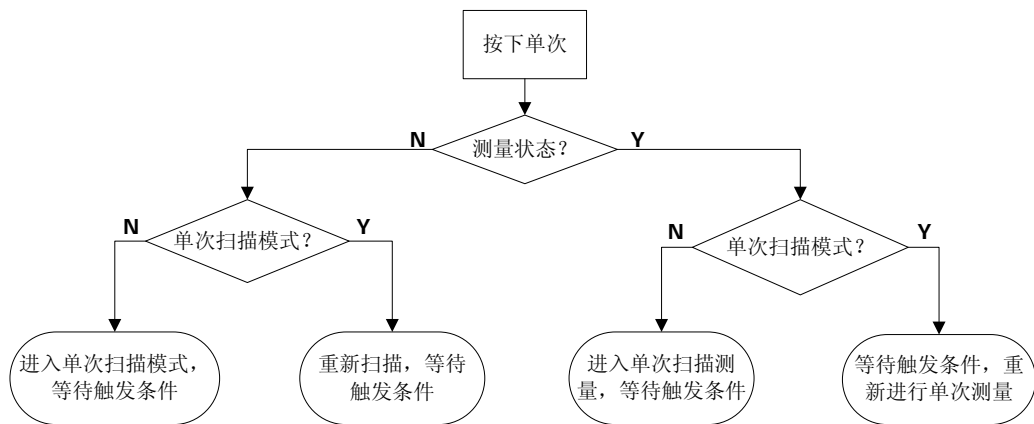 按下单次
N
测量状态？
Y
N
单次扫描模式？
Y
N
单次扫描模式？
Y
进入单次扫描模式，
等待触发条件
重新扫描，等待
触发条件
进入单次扫描测
量，等待触发条件
等待触发条件，重
新进行单次测量